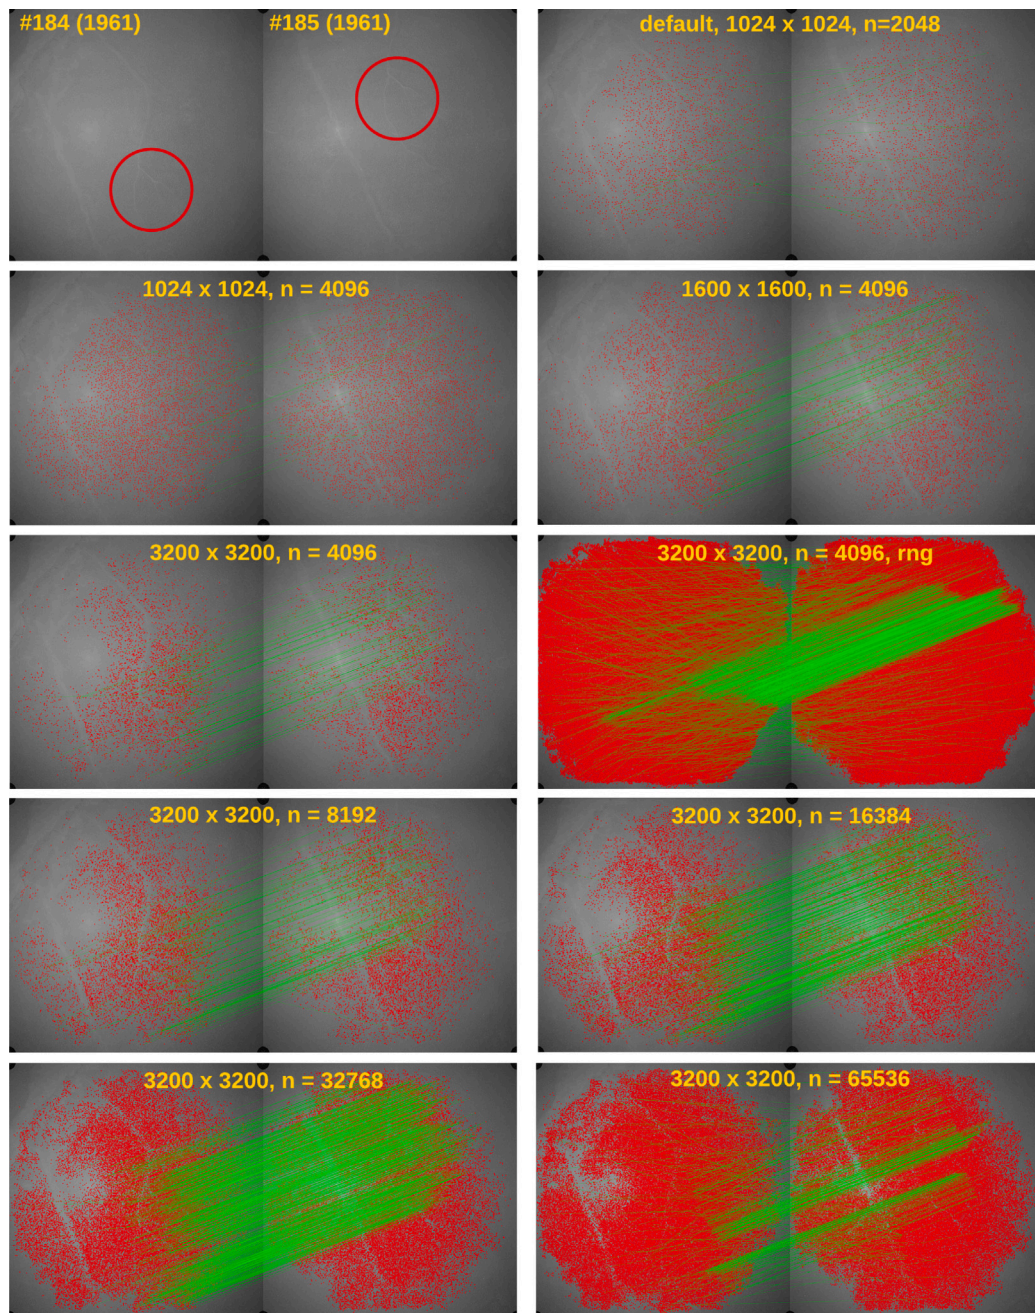 #184 (1961)
#185 (1961)
default, 1024 x 1024, n=2048
1024 x 1024, n = 4096
1600 x 1600, n = 4096
3200 x 3200, n = 4096
3200 x 3200, n = 4096, rng
3200 x 3200, n = 8192
3200 x 3200, n = 16384
3200 x 3200, n = 32768
3200 x 3200, n = 65536